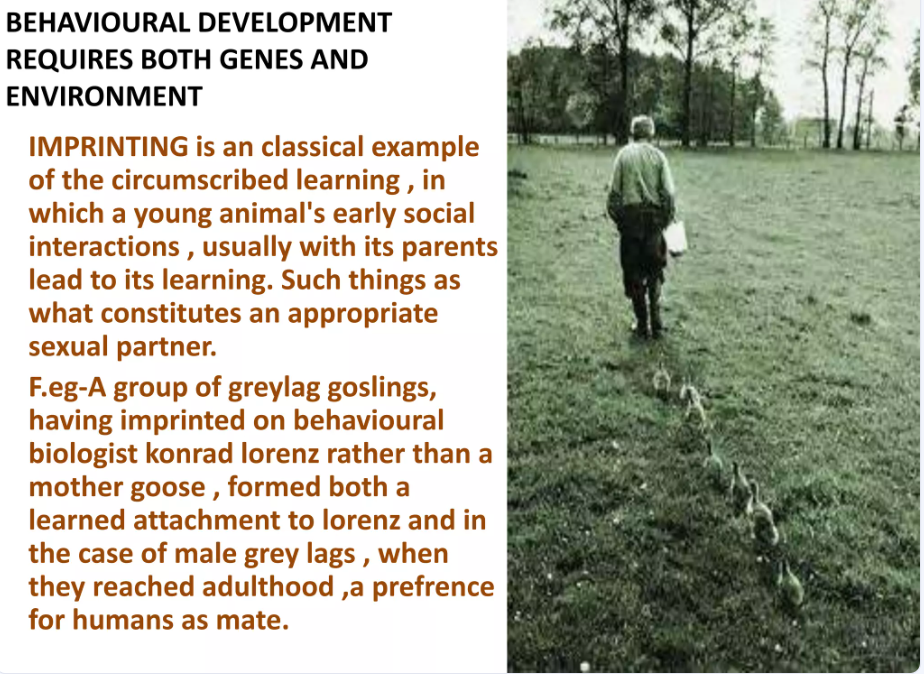 BEHAVIOURAL DEVELOPMENT
REQUIRES BOTH GENES AND
ENVIRONMENT
IMPRINTING is an classical example
of the circumscribed learning , in
which a young animal's early social
interactions , usually with its parents
lead to its learning. Such things as
what constitutes an appropriate
sexual partner.
F.eg-A group of greylag goslings,
having imprinted on behavioural
biologist konrad lorenz rather than a
mother goose , formed both a
learned attachment to lorenz and in
the case of male grey lags , when
they reached adulthood ,a prefrence
for humans as mate.